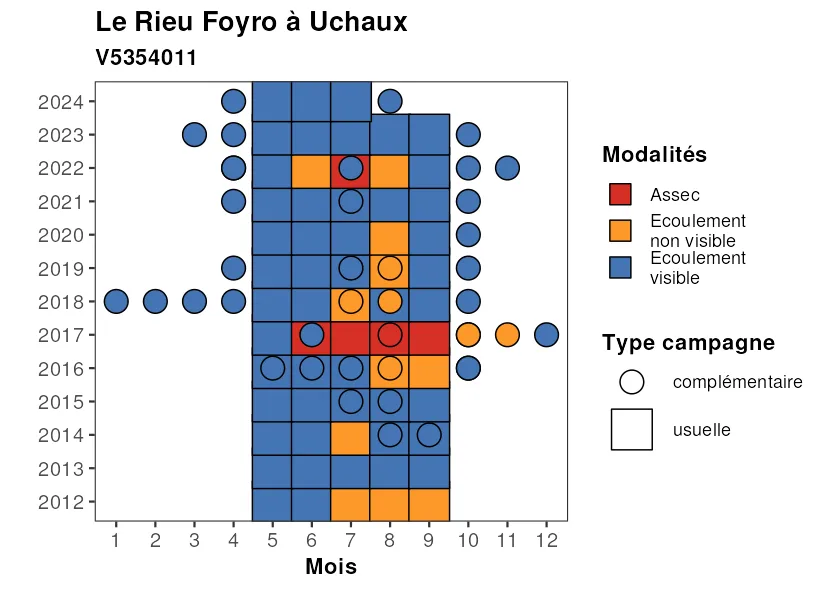 Le Rieu Foyro à Uchaux
V5354011
2024
2023
2022
2021
2020
2019
2018
2017
2016
2015
2014
2013
2012
1 2 3 4 5 6 7 8 9 10 11 12
Mois
Modalités
Assec
Ecoulement
non visible
Ecoulement
visible
Type campagne
complémentaire
usuelle